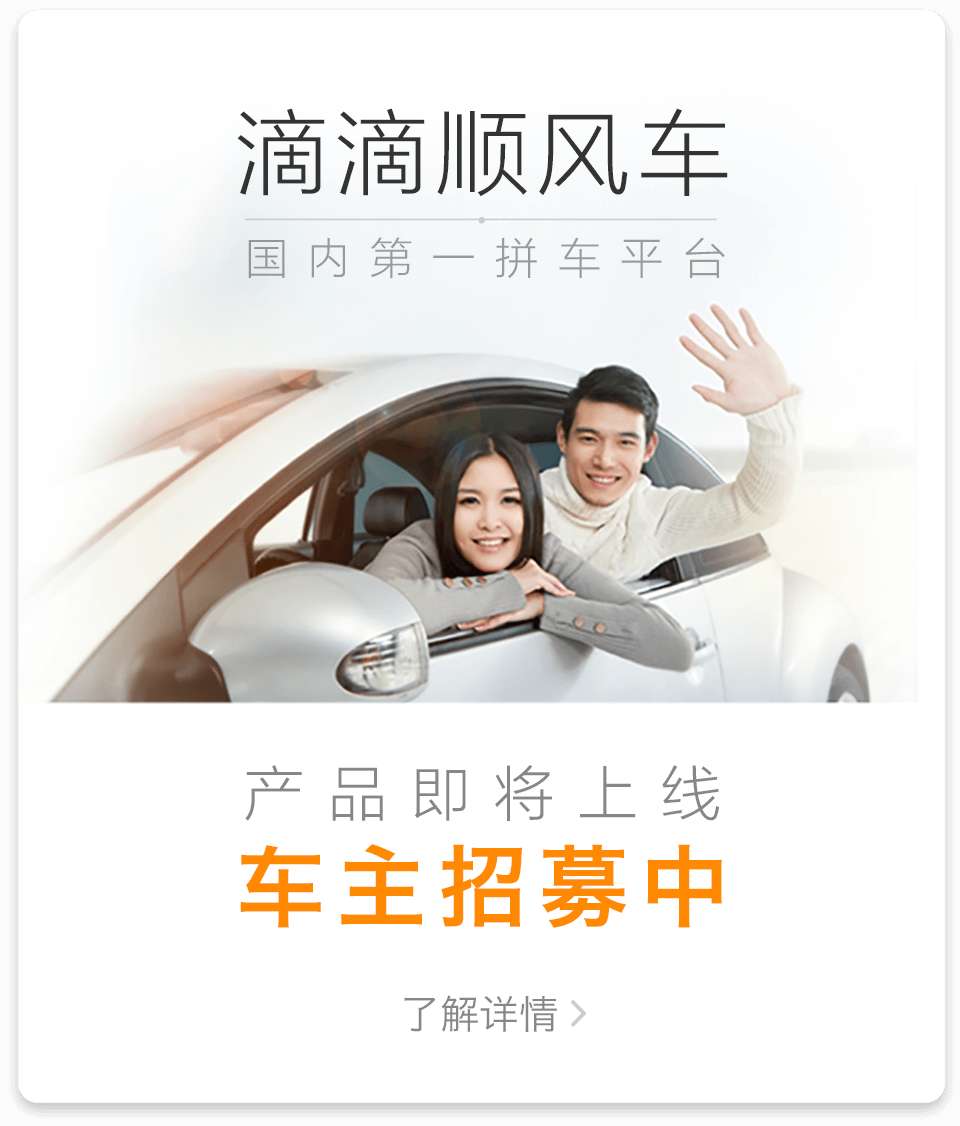 滴滴顺风车
国内第一拼车平台
产品即将上线
车主招募中
了解详情 >